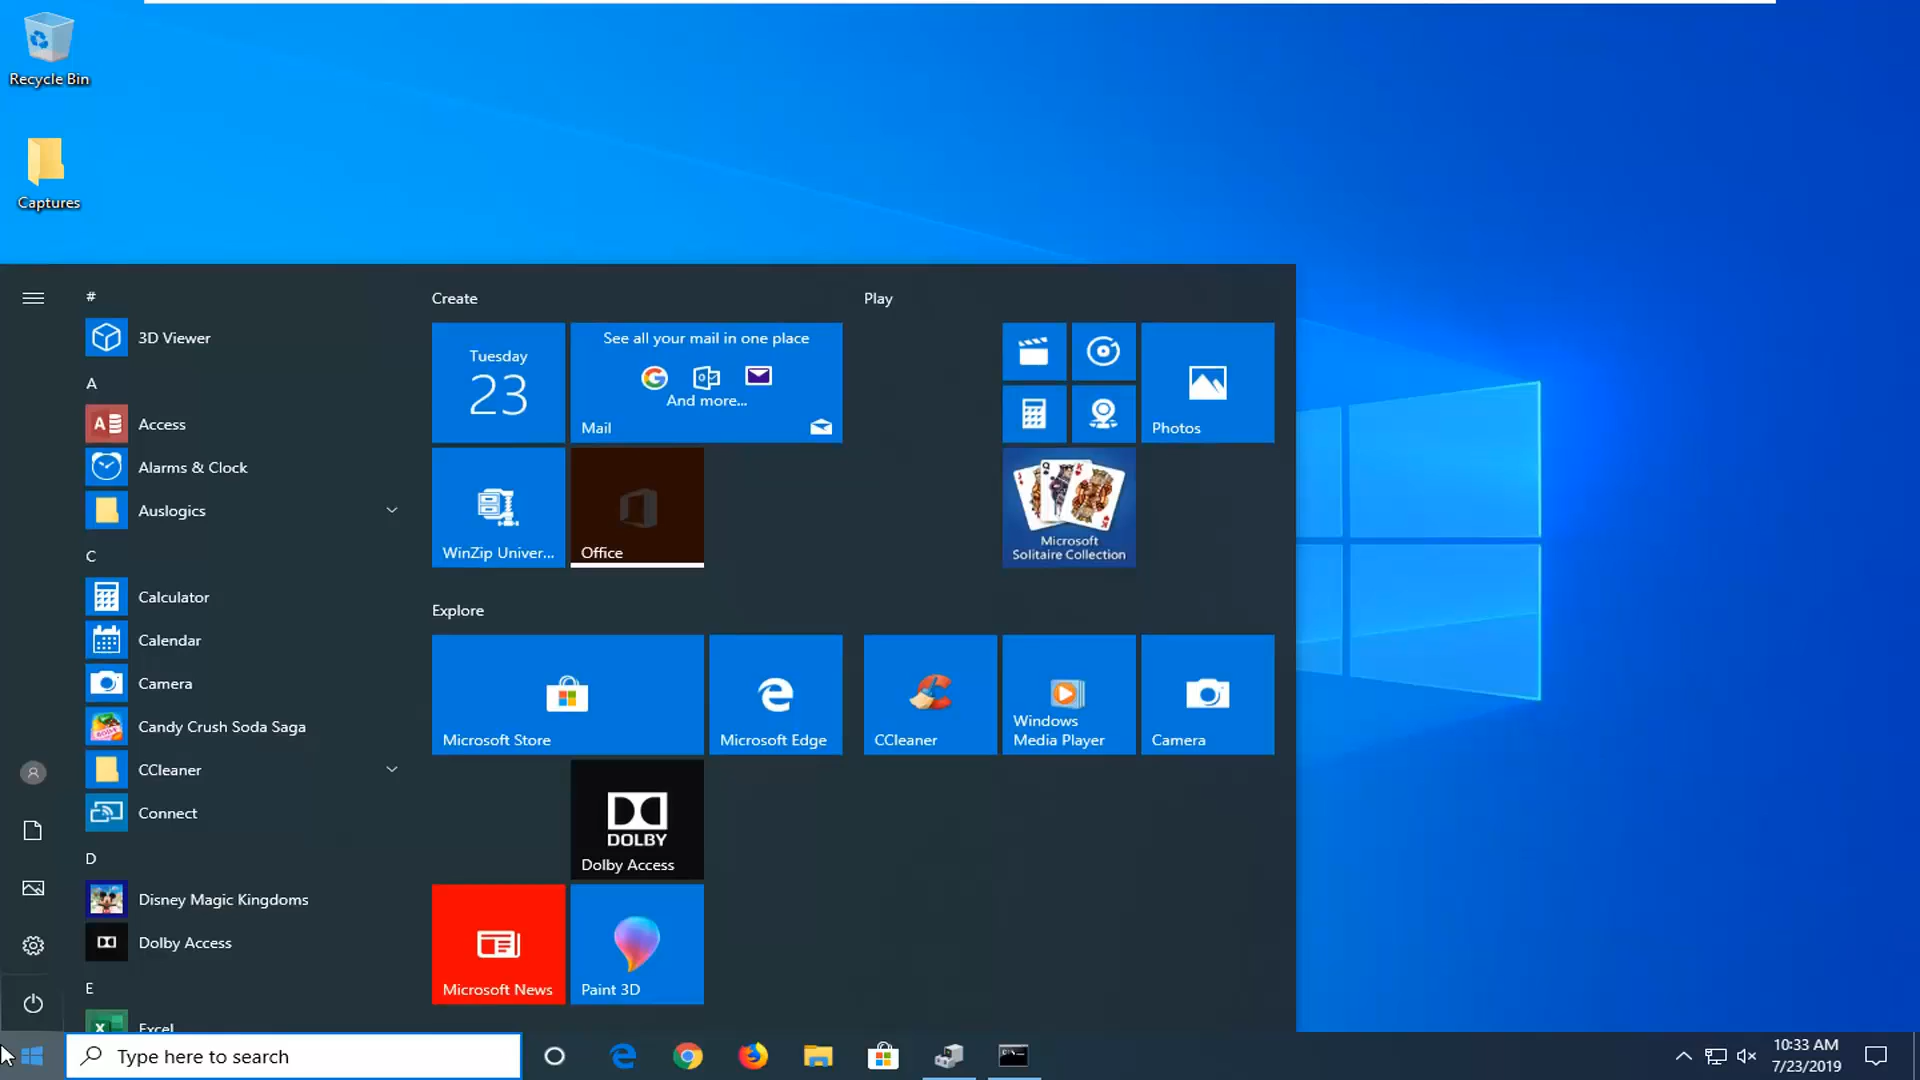 Recycle Bin
Captures
#
3D Viewer
A
Access
Alarms & Clock
Auslogics
C
Calculator
Calendar
Camera
Candy Crush Soda Saga
CCleaner
Connect
D
Disney Magic Kingdoms
Dolby Access
E
Excel
Create
Tuesday
23
See all your mail in one place
And more...
Mail
WinZip Univer...
Office
Explore
Microsoft Store
Microsoft Edge
DOLBY
Dolby Access
Microsoft News
Paint 3D
Play
Photos
Microsoft
Solitaire Collection
CCleaner
Windows
Media Player
Camera
Type here to search
10:33 AM
7/23/2019